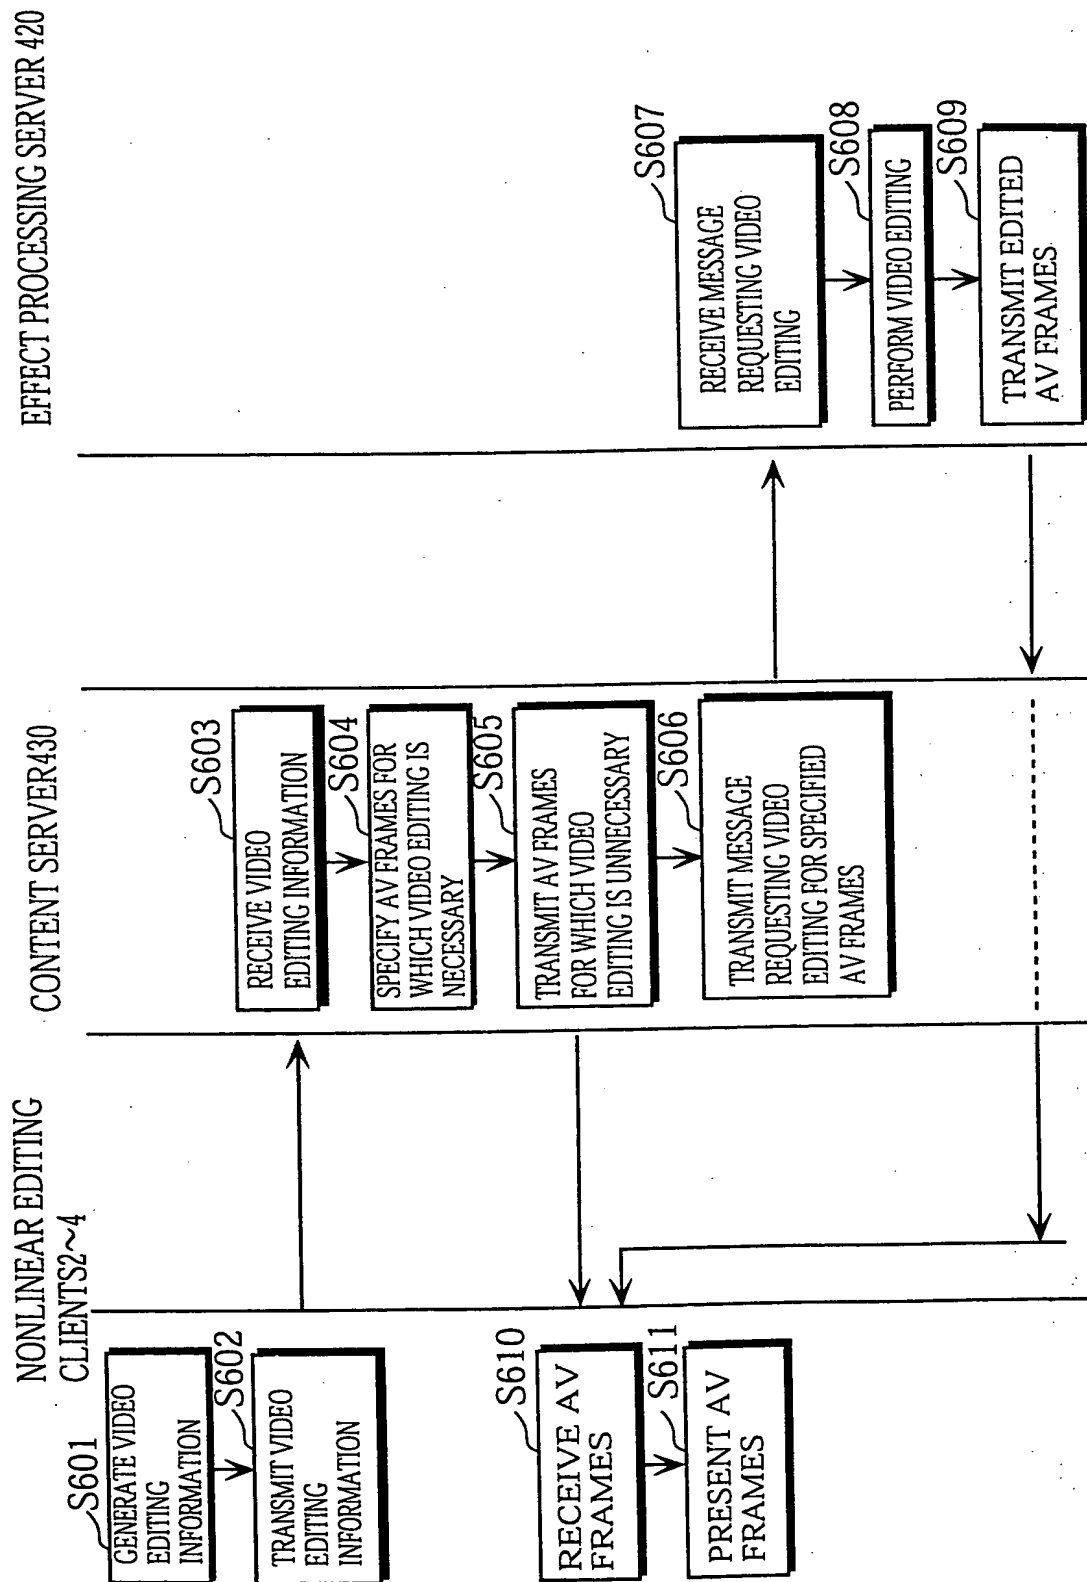 NONLINEAR EDITING
CLIENTS2~4
S601
GENERATE VIDEO
EDITING
INFORMATION
S602
TRANSMIT VIDEO
EDITING
INFORMATION
S610
RECEIVE AV
FRAMES
S611
PRESENT AV
FRAMES
CONTENT SERVER430
S603
RECEIVE VIDEO
EDITING INFORMATION
S604
SPECIFY AV FRAMES FOR
WHICH VIDEO EDITING IS
NECESSARY
S605
TRANSMIT AV FRAMES
FOR WHICH VIDEO
EDITING IS UNNECESSARY
S606
TRANSMIT MESSAGE
REQUESTING VIDEO
EDITING FOR SPECIFIED
AV FRAMES
EFFECT PROCESSING SERVER 420
S607
RECEIVE MESSAGE
REQUESTING VIDEO
EDITING
S608
PERFORM VIDEO EDITING
S609
TRANSMIT EDITED
AV FRAMES